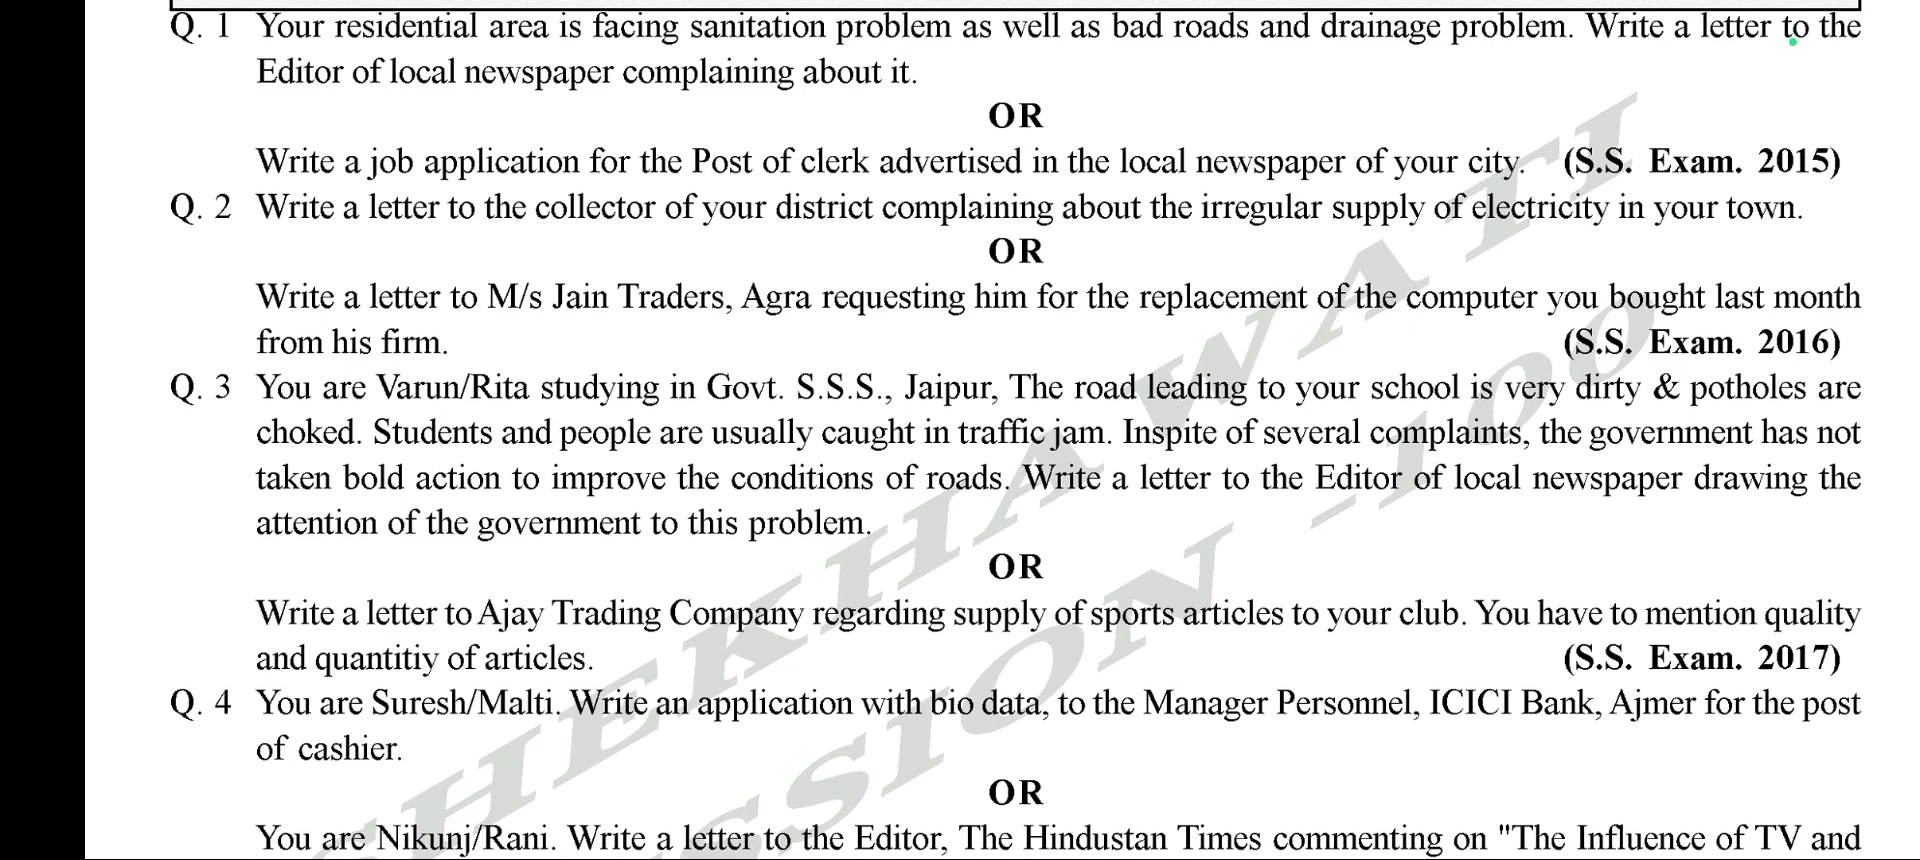 Q. 1 Your residential area is facing sanitation problem as well as bad roads and drainage problem. Write a letter to the
Editor of local newspaper complaining about it.
OR
Write a job application for the Post of clerk advertised in the local newspaper of your city. (S.S. Exam. 2015)
Q. 2 Write a letter to the collector of your district complaining about the irregular supply of electricity in your town.
OR
Write a letter to M/s Jain Traders, Agra requesting him for the replacement of the computer you bought last month
from his firm. (S.S. Exam. 2016)
Q. 3 You are Varun/Rita studying in Govt. S.S.S., Jaipur, The road leading to your school is very dirty & potholes are
choked. Students and people are usually caught in traffic jam. Inspite of several complaints, the government has not
taken bold action to improve the conditions of roads. Write a letter to the Editor of local newspaper drawing the
attention of the government to this problem.
OR
Write a letter to Ajay Trading Company regarding supply of sports articles to your club. You have to mention quality
and quantitiy of articles. (S.S. Exam. 2017)
Q. 4 You are Suresh/Malti. Write an application with bio data, to the Manager Personnel, ICICI Bank, Ajmer for the post
of cashier.
OR
You are Nikunj/Rani. Write a letter to the Editor, The Hindustan Times commenting on "The Influence of TV and
SHEKHAWATI
-100